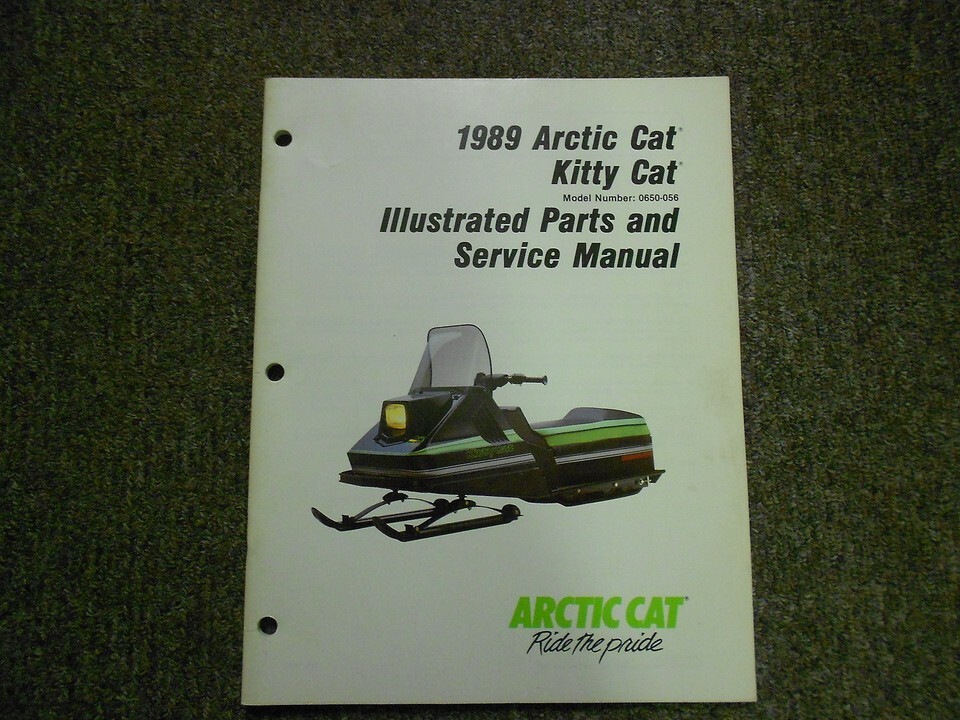 1989 Arctic Cat®
Kitty Cat®
Model Number: 0650-056
Illustrated Parts and
Service Manual
ARCTIC CAT®
Ride the pride